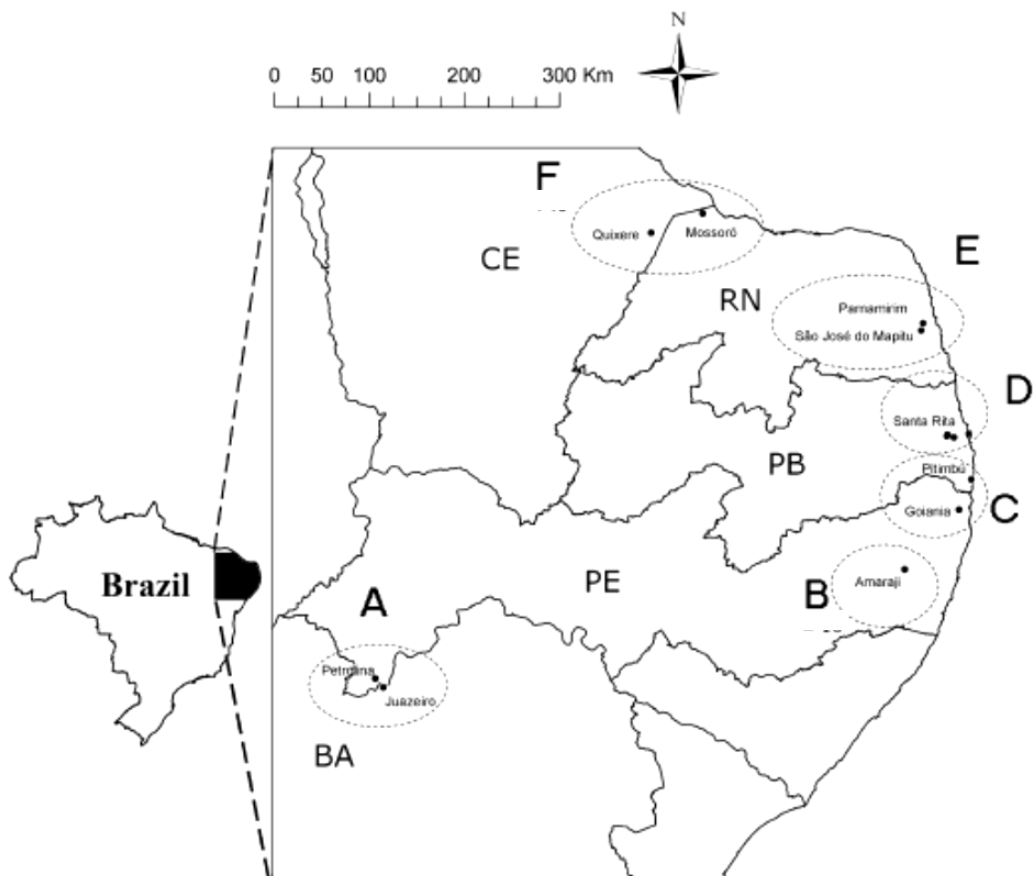 N
0 50 100 200 300 Km
F
Quixere
Mossoró
CE
E
RN
Parnamirim
São José do Mapitu
D
Santa Rita
PB
Pitimbú
C
Goiania
PE
B
Amaraji
A
Brazil
Petrolina
Juazeiro
BA